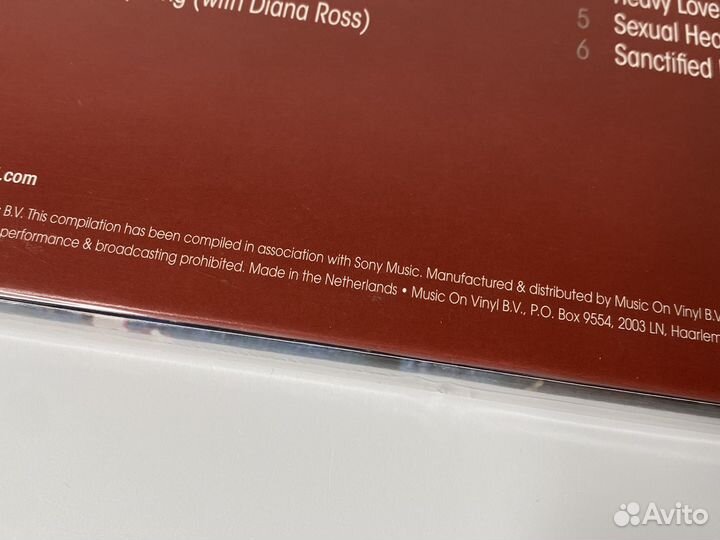 (with Diana Ross)
Heavy Love
5 Sexual
6 Sanctified
.com
B.V. This compilation has been compiled in association with Sony Music. Manufactured & distributed by Music On Vinyl B.V.
performance & broadcasting prohibited. Made in the Netherlands • Music On Vinyl B.V., P.O. Box 9554, 2003 LN, Haarlem
Avito